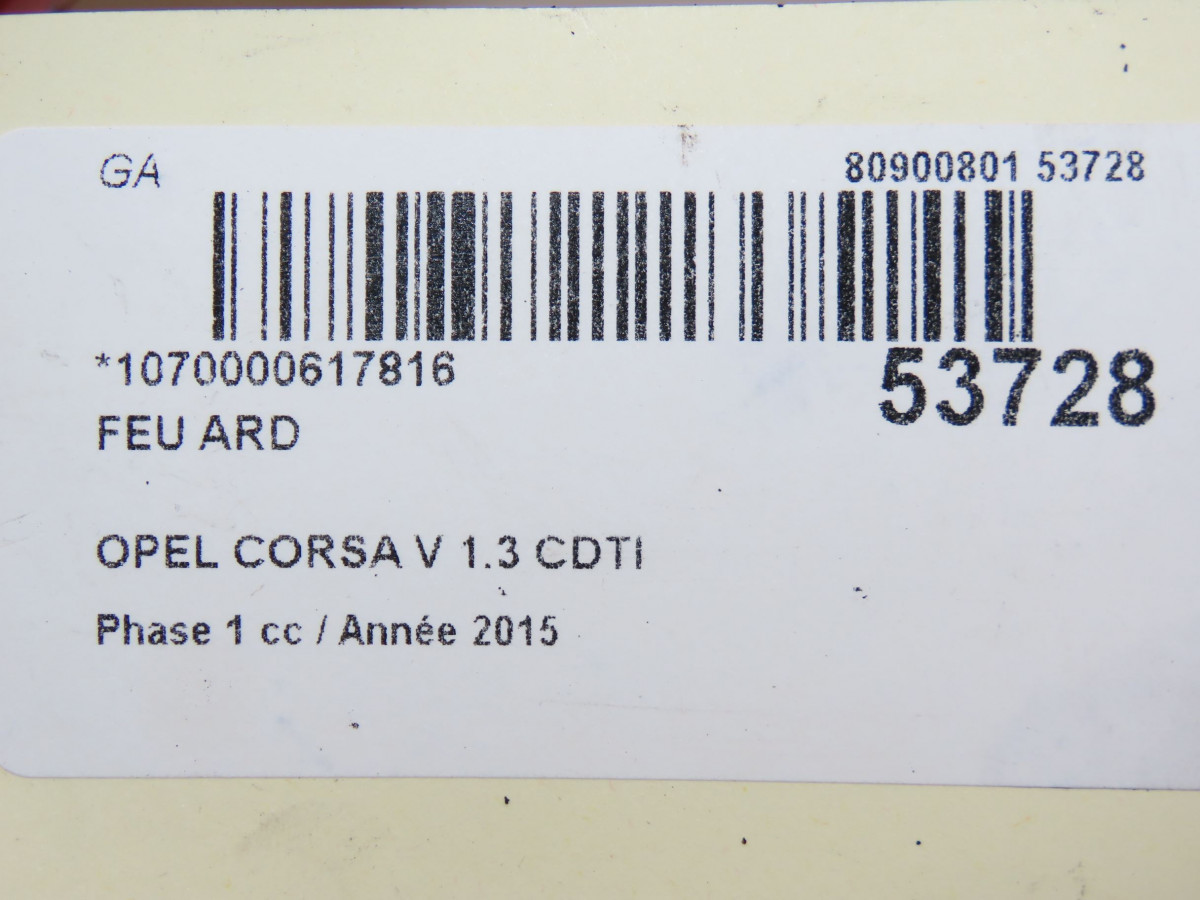 GA
80900801 53728
*1070000617816
53728
FEU ARD
OPEL CORSA V 1.3 CDTI
Phase 1 cc / Année 2015